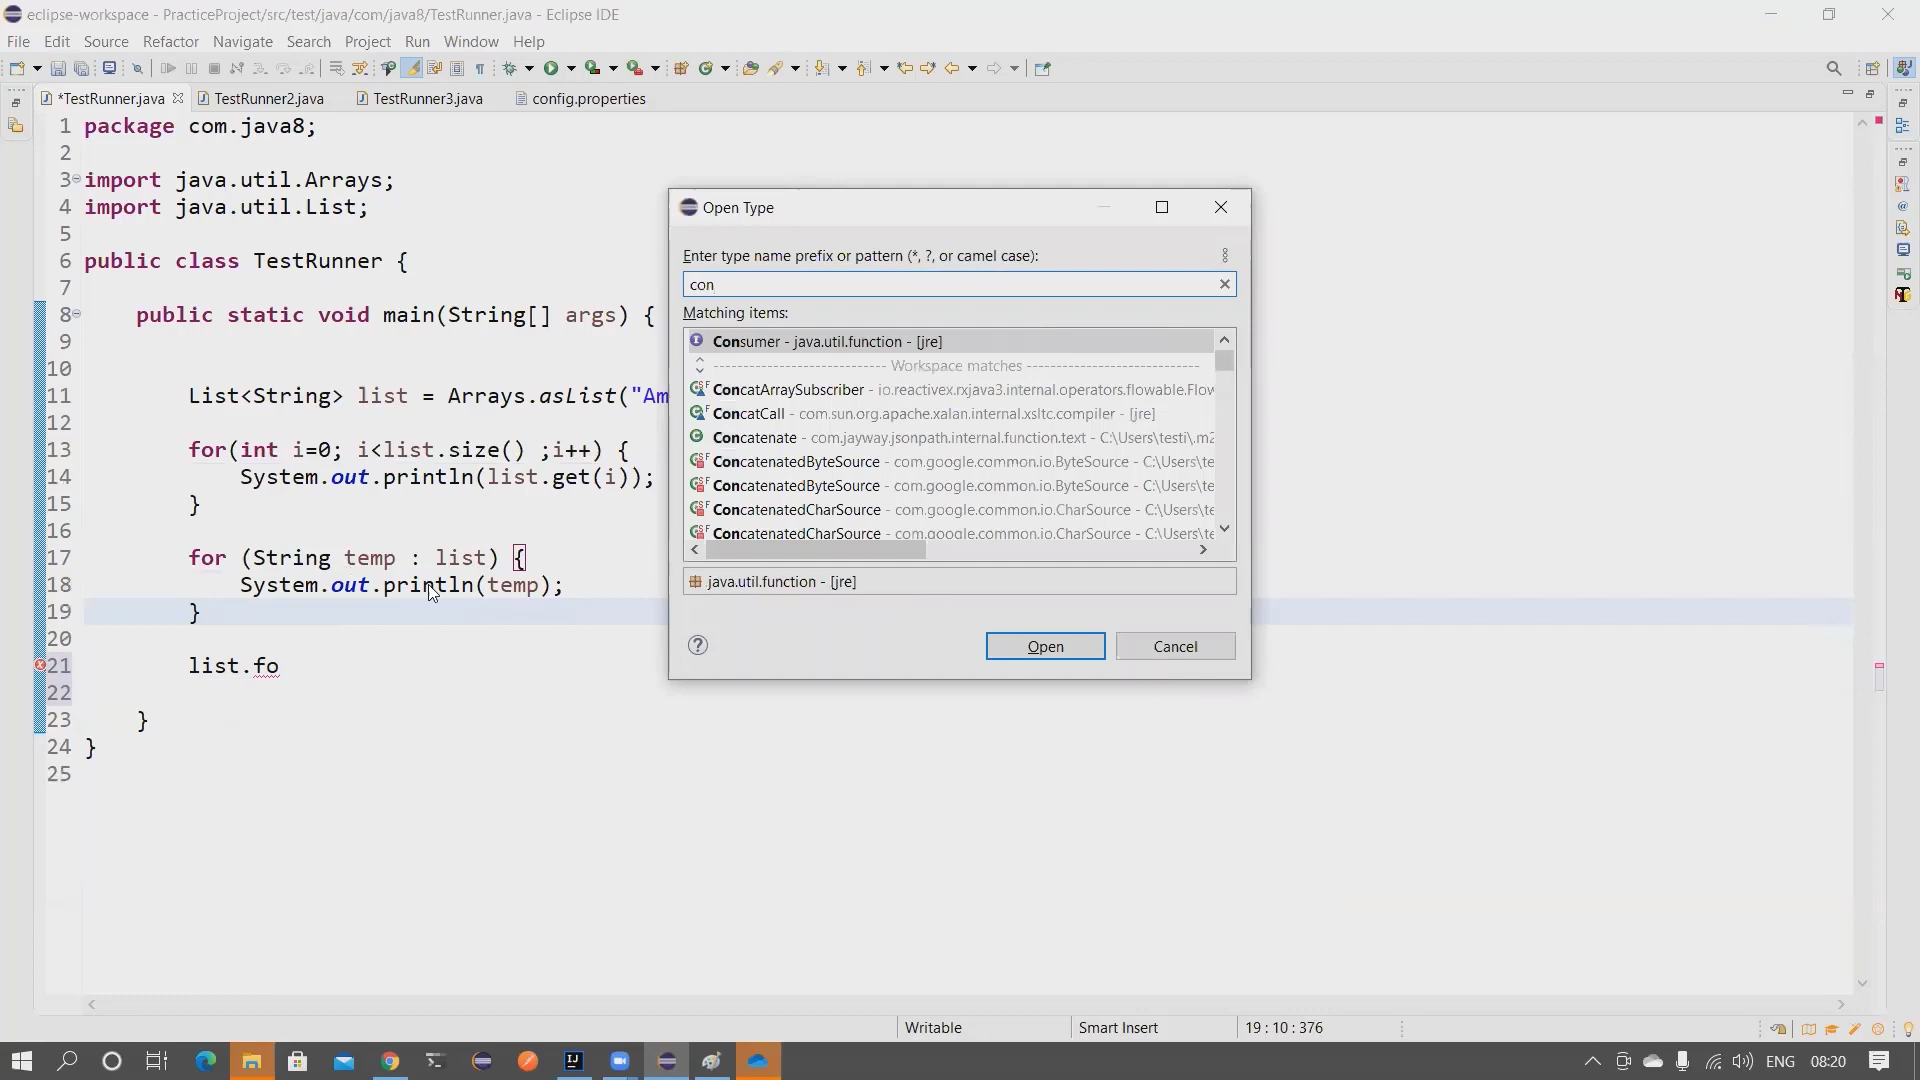 eclipse-workspace - PracticeProject/src/test/java/com/java8/TestRunner.java - Eclipse IDE
File Edit Source Refactor Navigate Search Project Run Window Help
*TestRunner.java TestRunner2.java TestRunner3.java config.properties
1 package com.java8;
2
3 import java.util.Arrays;
4 import java.util.List;
5
6 public class TestRunner {
7
8 public static void main(String[] args) {
9
10
11 List<String> list = Arrays.asList("Am
12
13 for(int i=0; i<list.size() ;i++) {
14 System.out.println(list.get(i));
15 }
16
17 for (String temp : list) {
18 System.out.println(temp);
19 }
20
21 list.fo
22
23 }
24 }
25
Open Type
Enter type name prefix or pattern (*, ?, or camel case):
con
Matching items:
Consumer - java.util.function - [jre]
Workspace matches
ConcatArraySubscriber - io.reactivex.rxjava3.internal.operators.flowable.Flow
ConcatCall - com.sun.org.apache.xalan.internal.xsltc.compiler - [jre]
Concatenate - com.jayway.jsonpath.internal.function.text - C:\Users\testi\.m2
ConcatenatedByteSource - com.google.common.io.ByteSource - C:\Users\te
ConcatenatedByteSource - com.google.common.io.ByteSource - C:\Users\te
ConcatenatedCharSource - com.google.common.io.CharSource - C:\Users\te
ConcatenatedCharSource - com.google.common.io.CharSource - C:\Users\te
java.util.function - [jre]
Open Cancel
Writable Smart Insert 19 : 10 : 376
ENG 08:20